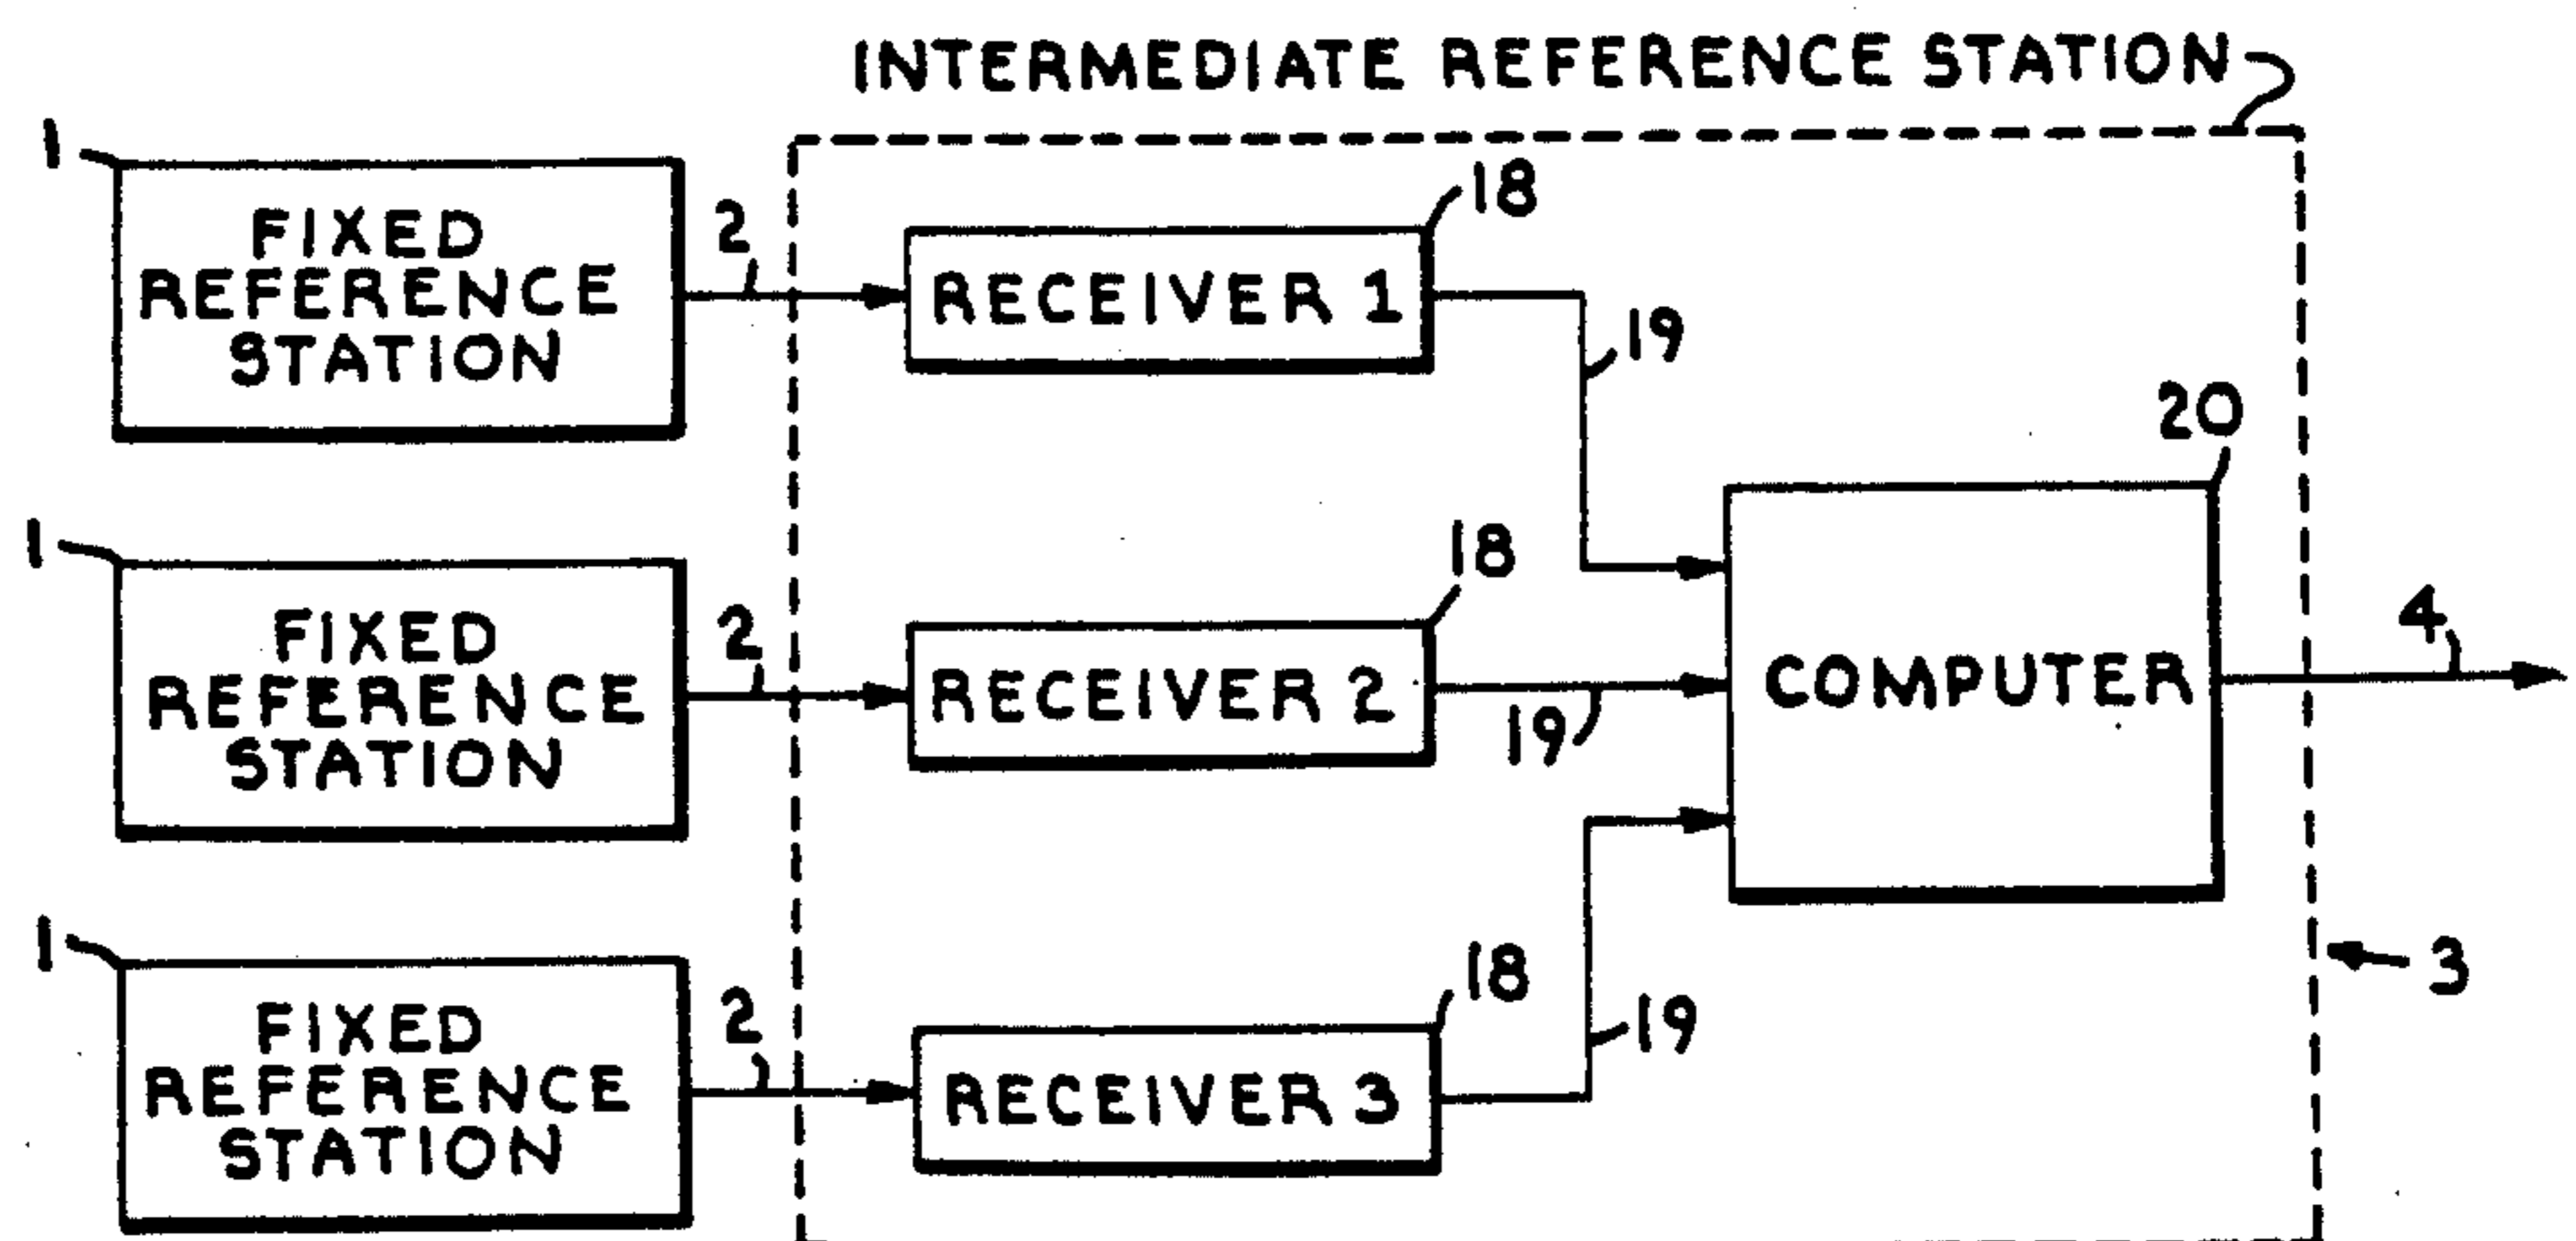 INTERMEDIATE REFERENCE STATION
1
FIXED
REFERENCE
STATION
2
RECEIVER 1
18
19
1
FIXED
REFERENCE
STATION
2
RECEIVER 2
18
19
20
COMPUTER
4
1
FIXED
REFERENCE
STATION
2
RECEIVER 3
18
19
3